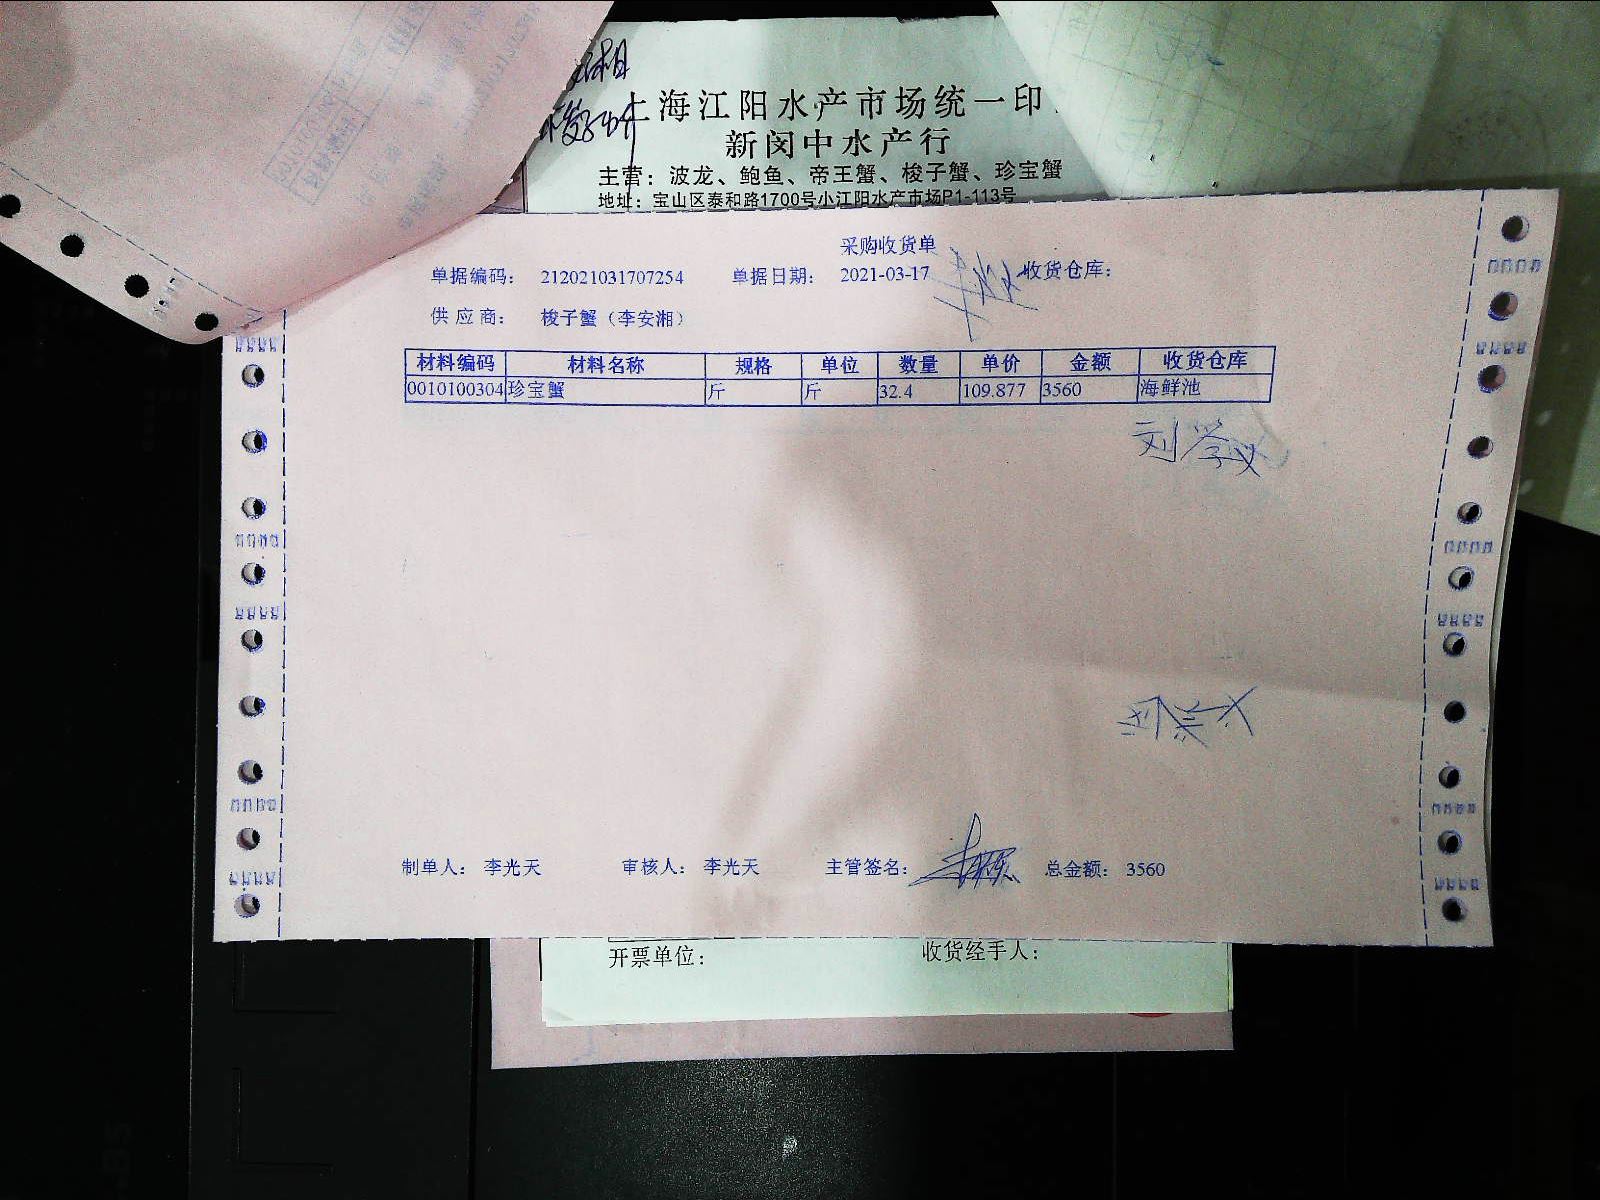 上海江阳水产市场统一印
新闵中水产行
主营：波龙、鲍鱼、帝王蟹、梭子蟹、珍宝蟹
地址：宝山区泰和路1700号小江阳水产市场P1-113号
采购收货单
单据编码： 212021031707254 单据日期： 2021-03-17 收货仓库：
供应商： 梭子蟹（李安湘）
材料编码 材料名称 规格 单位 数量 单价 金额 收货仓库
0010100304 珍宝蟹 斤 斤 32.4 109.877 3560 海鲜池
制单人： 李光天 审核人： 李光天 主管签名： 总金额： 3560
开票单位： 收货经手人：